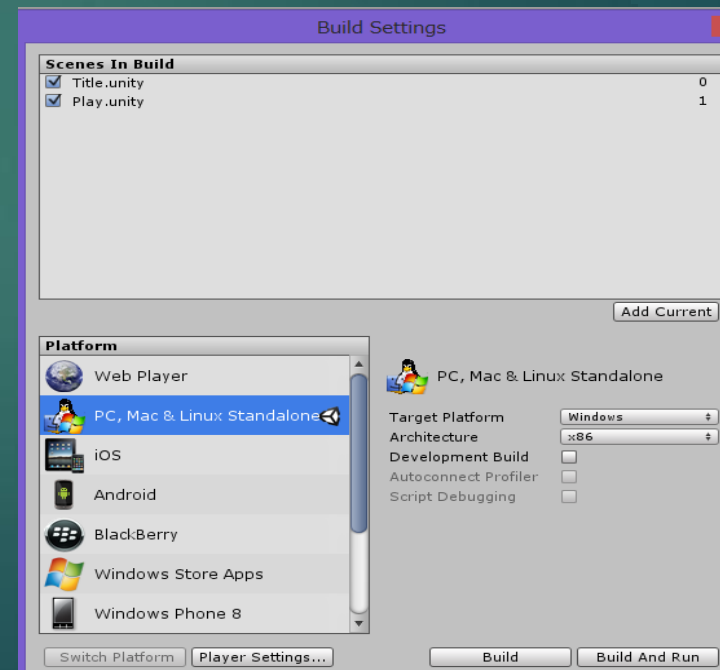 Build Settings
Scenes In Build
Title.unity 0
Play.unity 1
Add Current
Platform
Web Player
PC, Mac & Linux Standalone
iOS
Android
BlackBerry
Windows Store Apps
Windows Phone 8
PC, Mac & Linux Standalone
Target Platform Windows
Architecture x86
Development Build
Autoconnect Profiler
Script Debugging
Switch Platform Player Settings... Build Build And Run